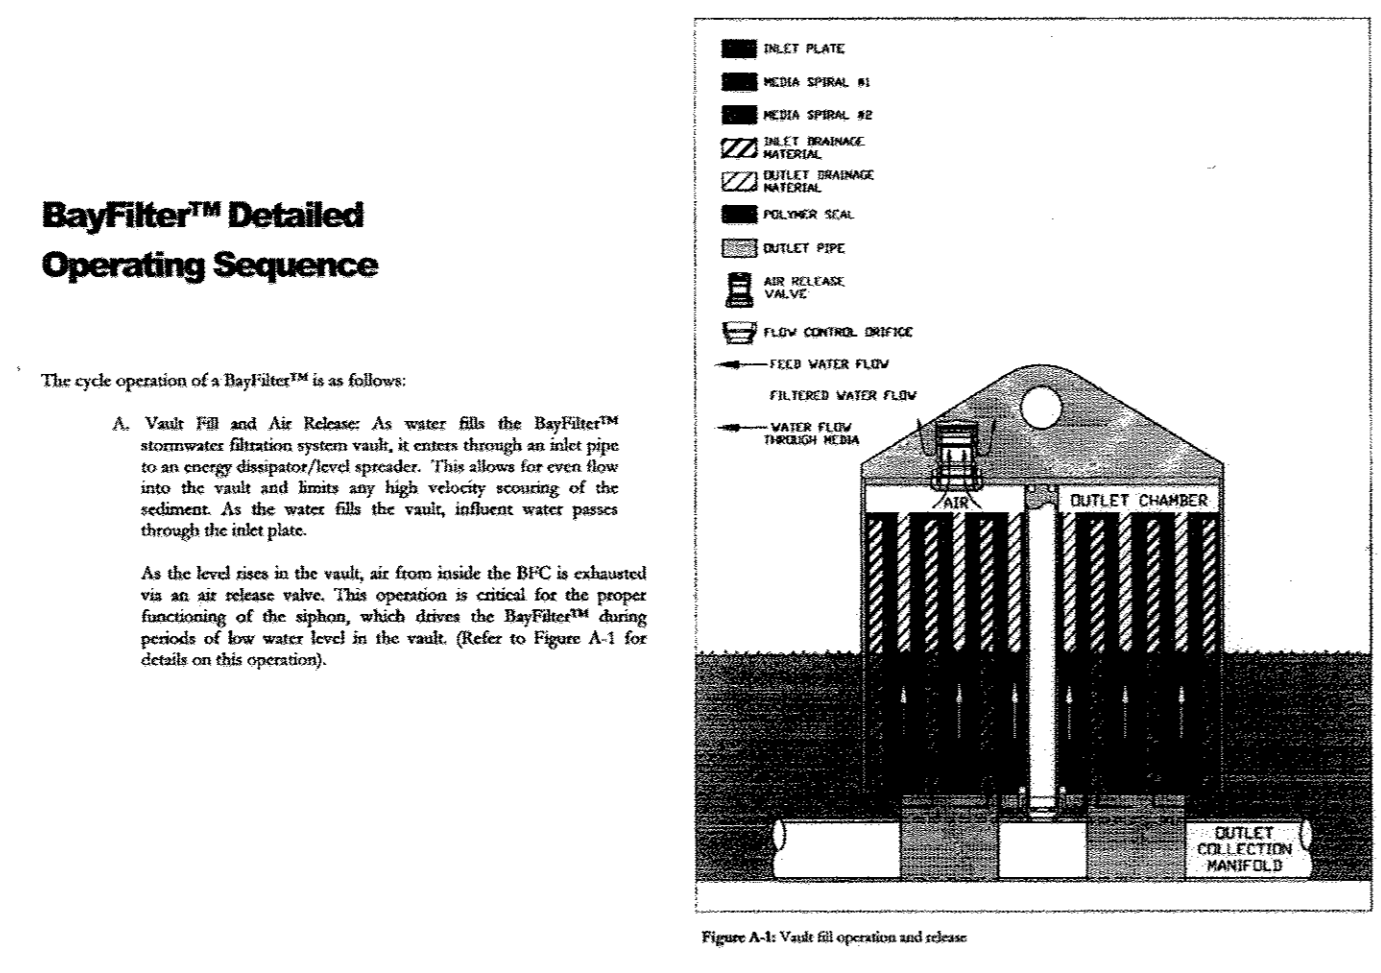 BayFilter™ Detailed
Operating Sequence
The cycle operation of a BayFilter™ is as follows:
A. Vault Fill and Air Release: As water fills the BayFilter™
stormwater filtration system vault, it enters through an inlet pipe
to an energy dissipator/level spreader. This allows for even flow
into the vault and limits any high velocity scouring of the
sediment. As the water fills the vault, influent water passes
through the inlet plate.
As the level rises in the vault, air from inside the BFC is exhausted
via an air release valve. This operation is critical for the proper
functioning of the siphon, which drives the BayFilter™ during
periods of low water level in the vault. (Refer to Figure A-1 for
details on this operation).
INLET PLATE
MEDIA SPIRAL #1
MEDIA SPIRAL #2
INLET DRAINAGE
MATERIAL
OUTLET DRAINAGE
MATERIAL
POLYMER SEAL
OUTLET PIPE
AIR RELEASE
VALVE
FLOW CONTROL ORIFICE
FEED WATER FLOW
FILTERED WATER FLOW
WATER FLOW
THROUGH MEDIA
AIR
OUTLET CHAMBER
OUTLET
COLLECTION
MANIFOLD
Figure A-1: Vault fill operation and release